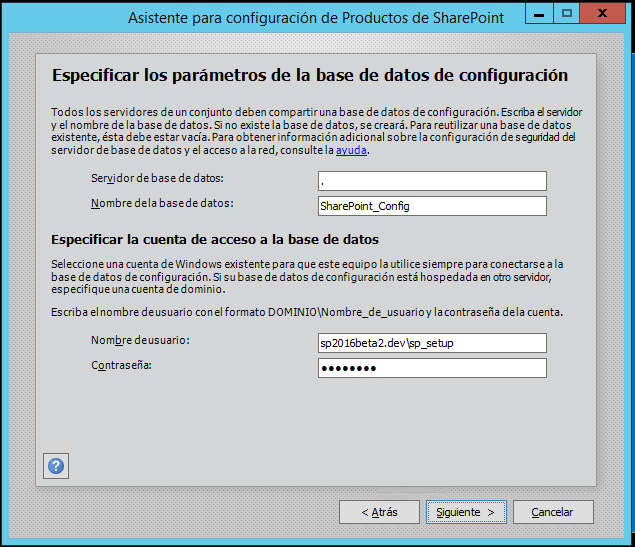 Asistente para configuración de Productos de SharePoint
Especificar los parámetros de la base de datos de configuración
Todos los servidores de un conjunto deben compartir una base de datos de configuración. Escriba el servidor
y el nombre de la base de datos. Si no existe la base de datos, se creará. Para reutilizar una base de datos
existente, ésta debe estar vacía. Para obtener información adicional sobre la configuración de seguridad del
servidor de base de datos y el acceso a la red, consulte la ayuda.
Servidor de base de datos: .
Nombre de la base de datos: SharePoint_Config
Especificar la cuenta de acceso a la base de datos
Seleccione una cuenta de Windows existente para que este equipo la utilice siempre para conectarse a la
base de datos de configuración. Si su base de datos de configuración está hospedada en otro servidor,
especifique una cuenta de dominio.
Escriba el nombre de usuario con el formato DOMINIO\Nombre_de_usuario y la contraseña de la cuenta.
Nombre de usuario: sp2016beta2.dev\sp_setup
Contraseña: ●●●●●●●●
?
< Atrás Siguiente > Cancelar